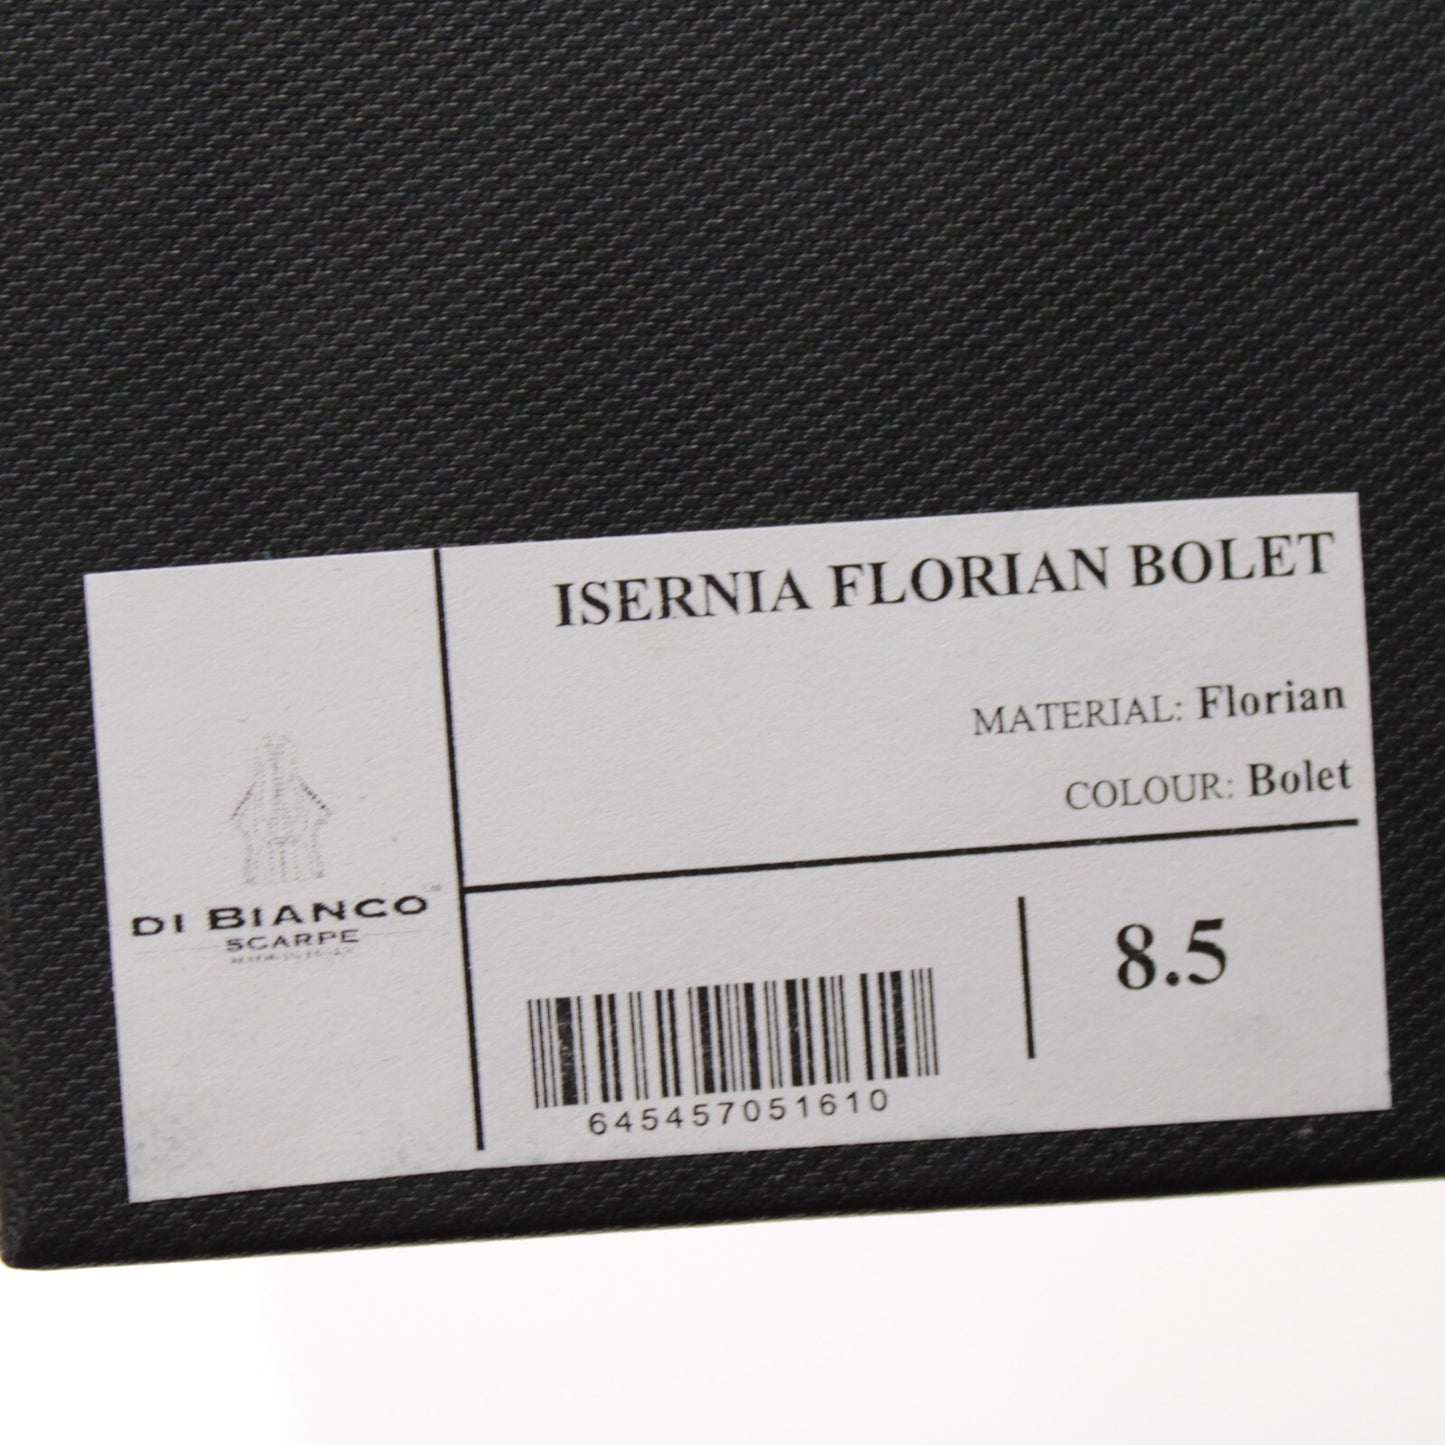 ISERNIA FLORIAN BOLET
MATERIAL: Florian
COLOUR: Bolet
DI BIANCO
SCARPE
8.5
645457051610